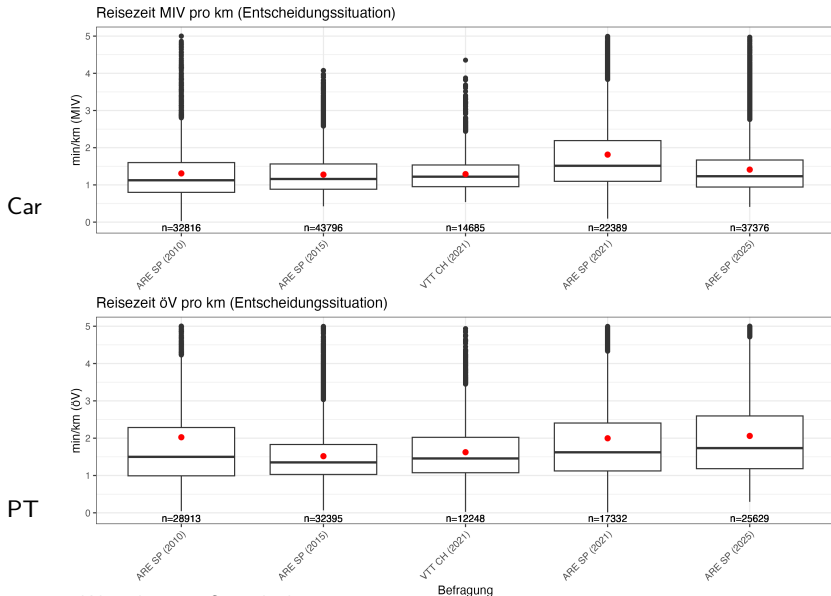 Reisezeit MIV pro km (Entscheidungssituation)
Car
min/km (MIV)
5
4
3
2
1
0
n=32816 n=43796 n=14685 n=22389 n=37376
ARE SP (2010) ARE SP (2015) VTT CH (2021) ARE SP (2021) ARE SP (2025)
Reisezeit öV pro km (Entscheidungssituation)
PT
min/km (öV)
5
4
3
2
1
0
n=28913 n=32395 n=12248 n=17332 n=25629
ARE SP (2010) ARE SP (2015) VTT CH (2021) ARE SP (2021) ARE SP (2025)
Befragung